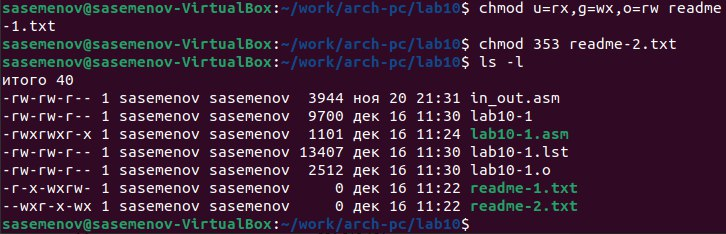 sasemenov@sasemenov-VirtualBox:~/work/arch-pc/lab10$ chmod u=rx,g=wx,o=rw readme
-1.txt
sasemenov@sasemenov-VirtualBox:~/work/arch-pc/lab10$ chmod 353 readme-2.txt
sasemenov@sasemenov-VirtualBox:~/work/arch-pc/lab10$ ls -l
итого 40
-rw-rw-r-- 1 sasemenov sasemenov  3944 ноя 20 21:31 in_out.asm
-rw-rw-r-- 1 sasemenov sasemenov  9700 дек 16 11:30 lab10-1
-rwxrwxr-x 1 sasemenov sasemenov  1101 дек 16 11:24 lab10-1.asm
-rw-rw-r-- 1 sasemenov sasemenov 13407 дек 16 11:30 lab10-1.lst
-rw-rw-r-- 1 sasemenov sasemenov  2512 дек 16 11:30 lab10-1.o
-r-x-wxrw- 1 sasemenov sasemenov     0 дек 16 11:22 readme-1.txt
--wxr-x-wx 1 sasemenov sasemenov     0 дек 16 11:22 readme-2.txt
sasemenov@sasemenov-VirtualBox:~/work/arch-pc/lab10$